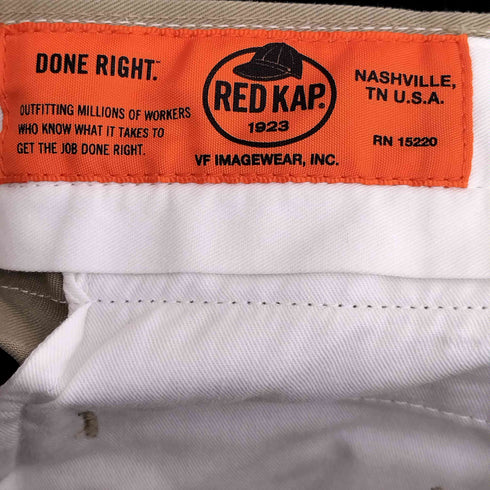 DONE RIGHT.™
OUTFITTING MILLIONS OF WORKERS
WHO KNOW WHAT IT TAKES TO
GET THE JOB DONE RIGHT.
RED KAP.
1923
VF IMAGEWEAR, INC.
NASHVILLE,
TN U.S.A.
RN 15220